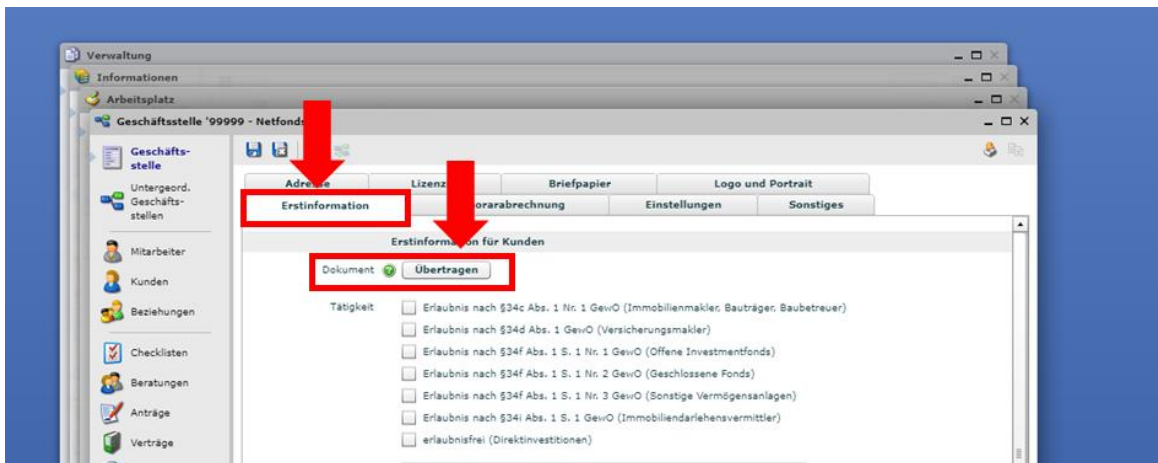 Verwaltung
Informationen
Arbeitsplatz
Geschäftsstelle '99999 - Netfonds
Geschäfts-
stelle
Untergeord.
Geschäfts-
stellen
Mitarbeiter
Kunden
Beziehungen
Checklisten
Beratungen
Anträge
Verträge
Briefpapier Logo und Portrait
Erstinformation Einstellungen Sonstiges
Erstinformation für Kunden
Dokument Übertragen
Tätigkeit Erlaubnis nach §34c Abs. 1 Nr. 1 GewO (Immobilienmakler, Bauträger, Baubetreuer)
Erlaubnis nach §34d Abs. 1 GewO (Versicherungsmakler)
Erlaubnis nach §34f Abs. 1 S. 1 Nr. 1 GewO (Offene Investmentfonds)
Erlaubnis nach §34f Abs. 1 S. 1 Nr. 2 GewO (Geschlossene Fonds)
Erlaubnis nach §34f Abs. 1 S. 1 Nr. 3 GewO (Sonstige Vermögensanlagen)
Erlaubnis nach §34i Abs. 1 S. 1 GewO (Immobiliendarlehensvermittler)
erlaubnisfrei (Direktinvestitionen)